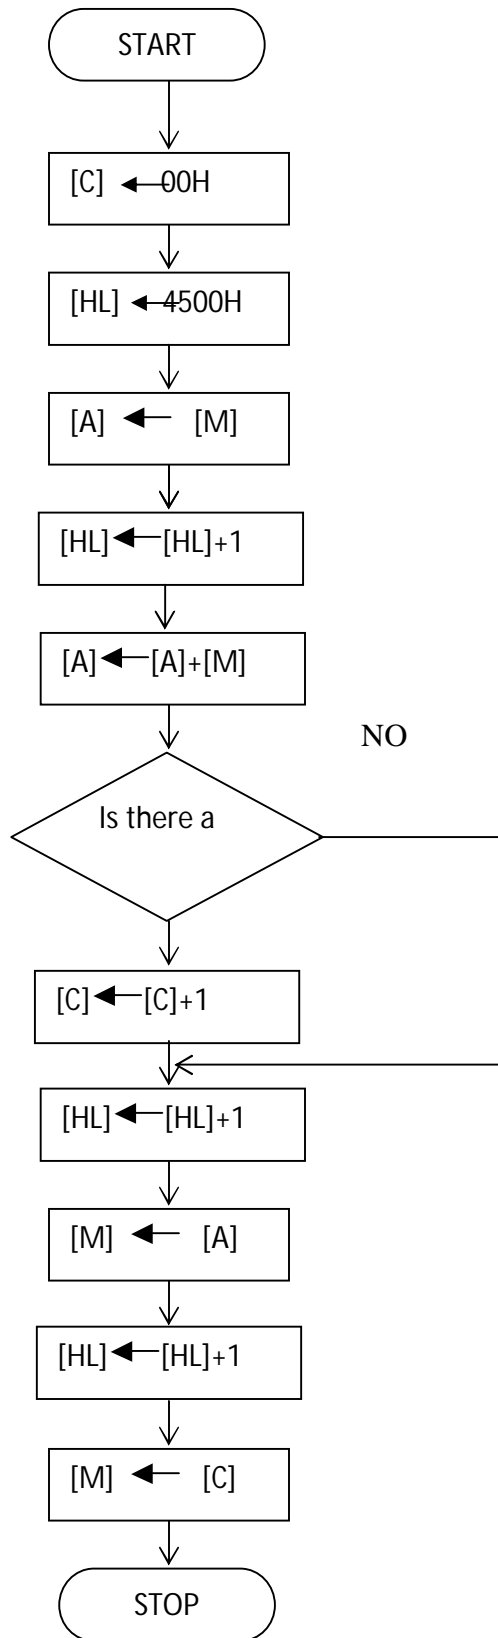 START
[C] ← 00H
[HL] ← 4500H
[A] ← [M]
[HL] ← [HL]+1
[A] ← [A]+[M]
NO
Is there a
[C] ← [C]+1
[HL] ← [HL]+1
[M] ← [A]
[HL] ← [HL]+1
[M] ← [C]
STOP